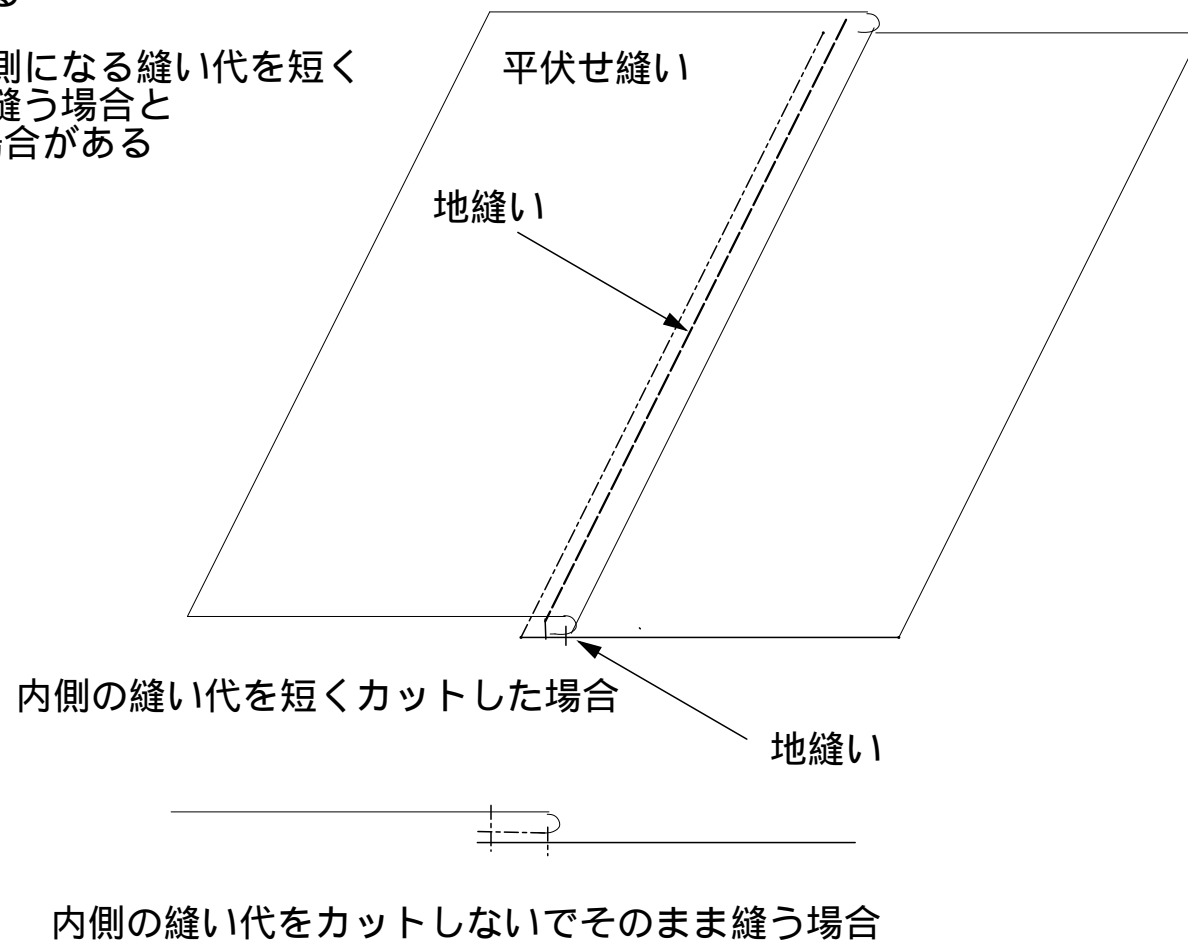 る
側になる縫い代を短く
縫う場合と
場合がある
平伏せ縫い
地縫い
内側の縫い代を短くカットした場合
地縫い
内側の縫い代をカットしないでそのまま縫う場合